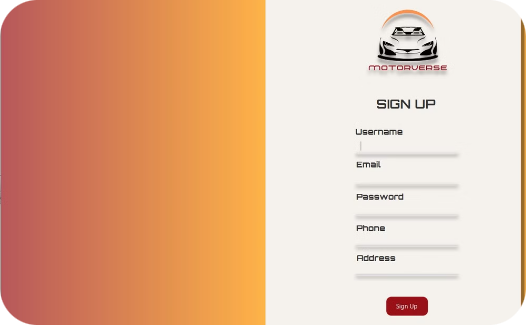 MOTORVERSE
SIGN UP
Username
Email
Password
Phone
Address
Sign Up